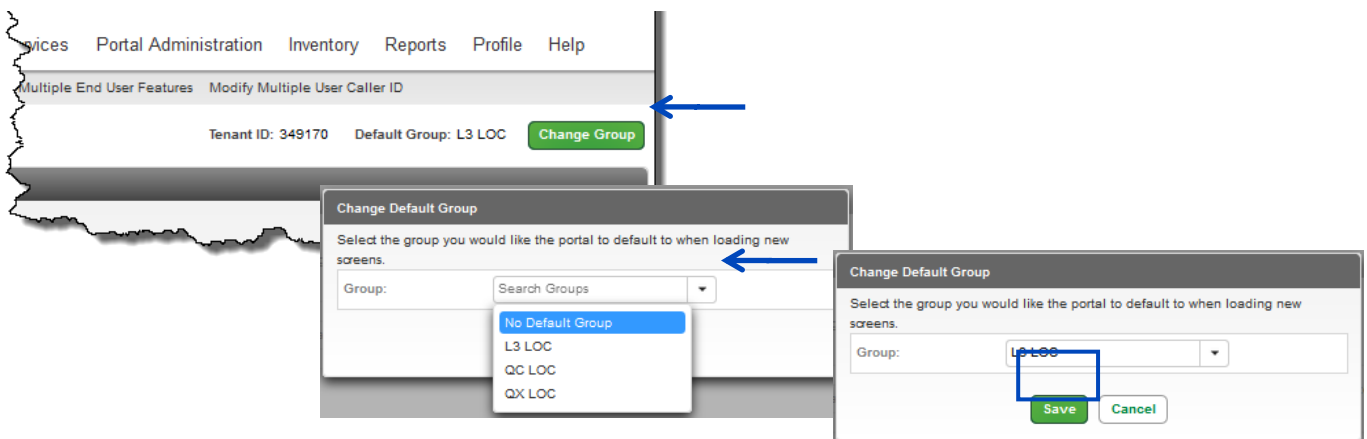 Portal Administration Inventory Reports Profile Help
Multiple End User Features Modify Multiple User Caller ID
Tenant ID: 349170 Default Group: L3 LOC Change Group
Change Default Group
Select the group you would like the portal to default to when loading new
screens.
Group: Search Groups
No Default Group
L3 LOC
QC LOC
QX LOC
Change Default Group
Select the group you would like the portal to default to when loading new
screens.
Group: L3 LOC
Save Cancel